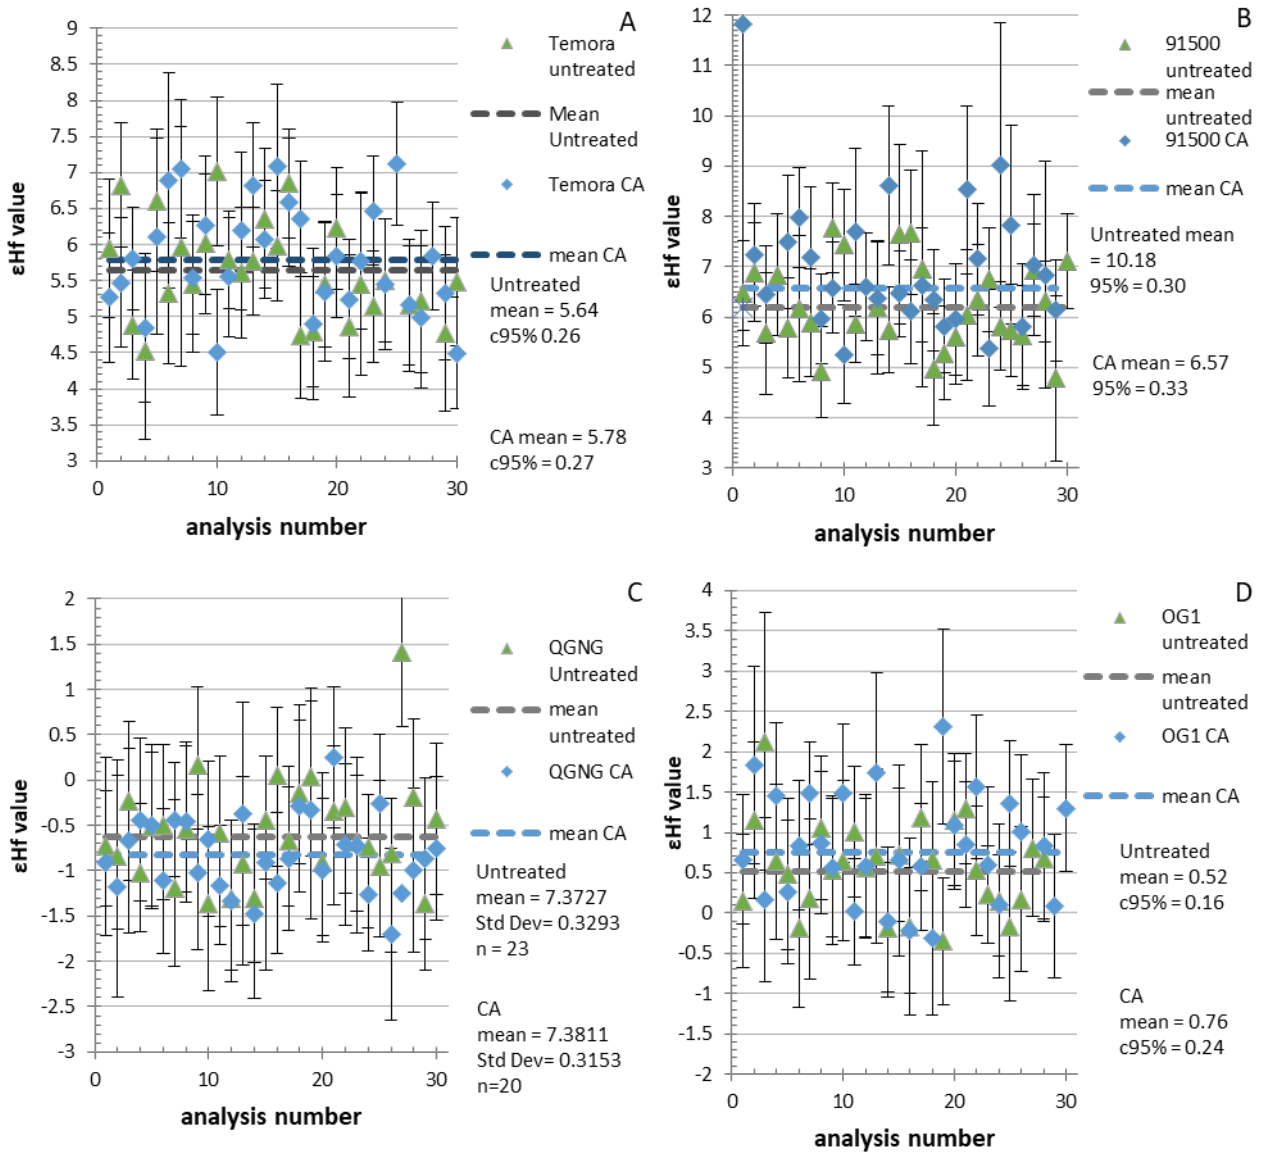 A
9
8.5
8
7.5
7
6.5
6
5.5
5
4.5
4
3.5
3
εHf value
0
10
20
30
analysis number
Temora
untreated
Mean
Untreated
Temora CA
mean CA
Untreated
mean = 5.64
c95% 0.26
CA mean = 5.78
c95% = 0.27
B
12
11
10
9
8
7
6
5
4
3
εHf value
0
10
20
30
analysis number
91500
untreated
mean
untreated
91500 CA
mean CA
Untreated mean
= 10.18
95% = 0.30
CA mean = 6.57
95% = 0.33
C
2
1.5
1
0.5
0
-0.5
-1
-1.5
-2
-2.5
-3
εHf value
0
10
20
30
analysis number
QGNG
Untreated
mean
untreated
QGNG CA
mean CA
Untreated
mean = 7.3727
Std Dev= 0.3293
n = 23
CA
mean = 7.3811
Std Dev= 0.3153
n=20
D
4
3.5
3
2.5
2
1.5
1
0.5
0
-0.5
-1
-1.5
-2
εHf value
0
10
20
30
analysis number
OG1
untreated
mean
untreated
OG1 CA
mean CA
Untreated
mean = 0.52
c95% = 0.16
CA
mean = 0.76
c95% = 0.24